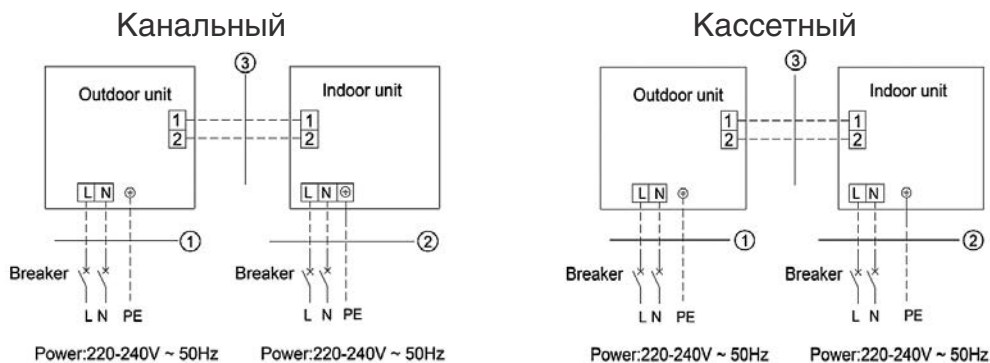 Канальный
③
Outdoor unit
Indoor unit
1
1
2
2
L N
L N
①
②
Breaker
Breaker
L N PE
L N PE
Power:220-240V ~ 50Hz
Power:220-240V ~ 50Hz
Кассетный
③
Outdoor unit
Indoor unit
1
1
2
2
L N
L N
①
②
Breaker
Breaker
L N PE
L N PE
Power:220-240V ~ 50Hz
Power:220-240V ~ 50Hz